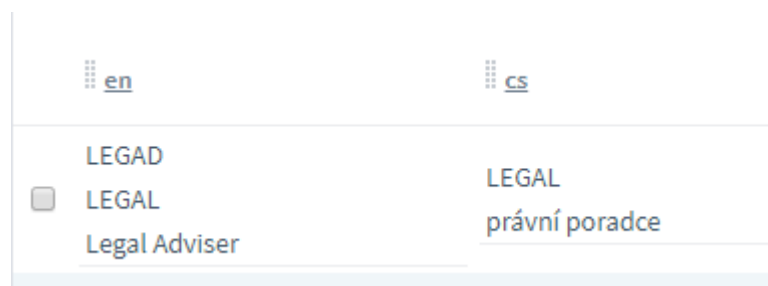 en
cs
LEGAD
LEGAL
Legal Adviser
LEGAL
právní poradce